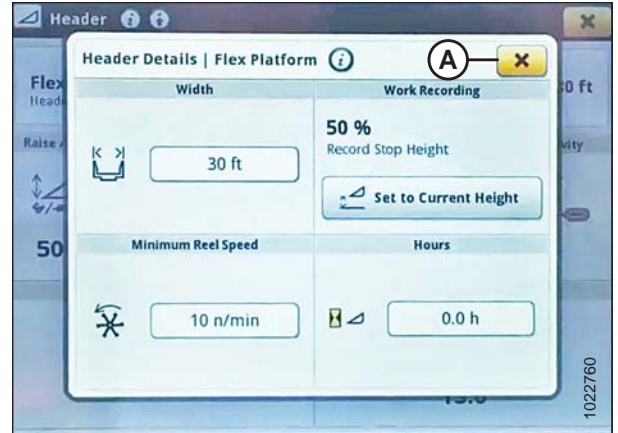 Header
Header Details | Flex Platform
A
Flex
0 ft
Width
Work Recording
50 %
Record Stop Height
30 ft
Set to Current Height
Raise
50
Minimum Reel Speed
Hours
10 n/min
0.0 h
1022760